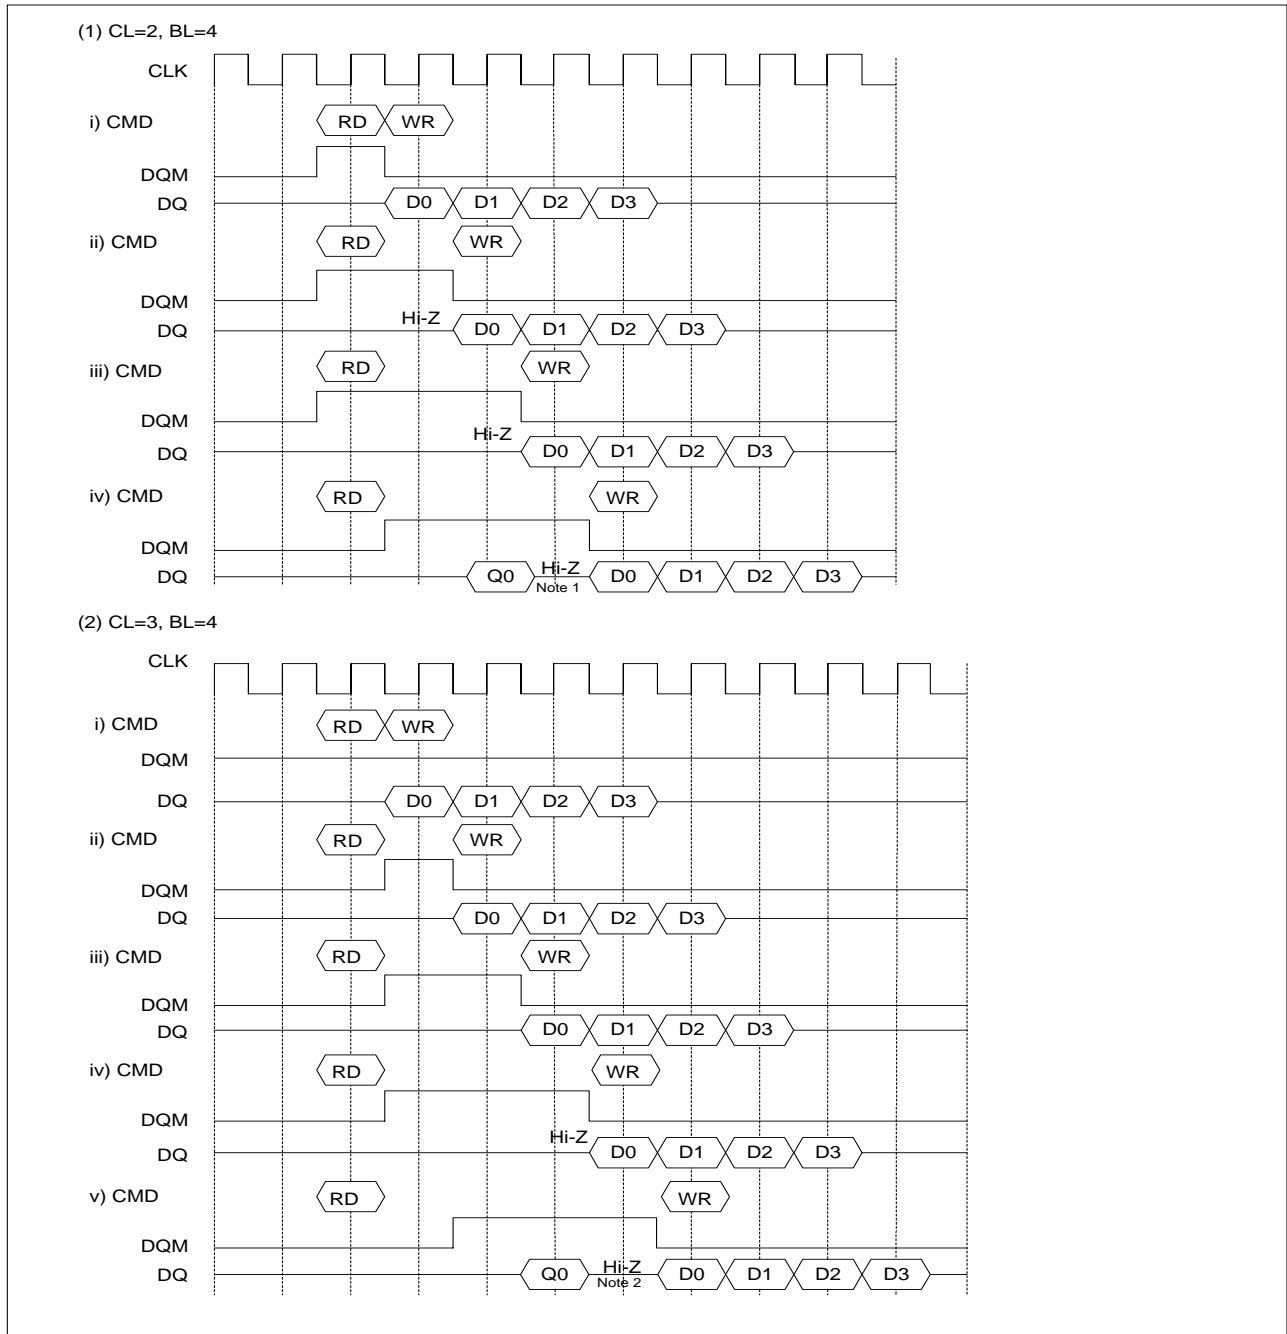 (1) CL=2, BL=4
CLK
i) CMD RD WR
DQM
DQ D0 D1 D2 D3
ii) CMD RD WR
DQM
Hi-Z
DQ D0 D1 D2 D3
iii) CMD RD WR
DQM
Hi-Z
DQ D0 D1 D2 D3
iv) CMD RD WR
DQM
DQ Q0 Hi-Z D0 D1 D2 D3
Note 1
(2) CL=3, BL=4
CLK
i) CMD RD WR
DQM
DQ D0 D1 D2 D3
ii) CMD RD WR
DQM
DQ D0 D1 D2 D3
iii) CMD RD WR
DQM
DQ D0 D1 D2 D3
iv) CMD RD WR
DQM
Hi-Z
DQ D0 D1 D2 D3
v) CMD RD WR
DQM
DQ Q0 Hi-Z D0 D1 D2 D3
Note 2